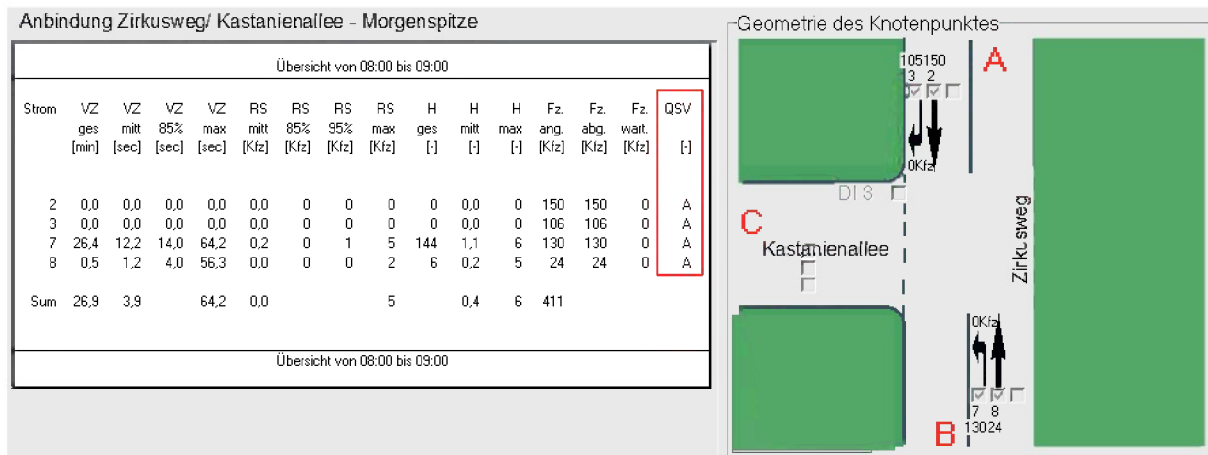 Anbindung Zirkusweg/ Kastanienallee - Morgenspitze
Übersicht von 08:00 bis 09:00
Strom VZ VZ VZ VZ RS RS RS RS H H H Fz. Fz. Fz. QSV
ges mitt 85% max mitt 85% 95% max ges mitt max ang. abg. wart.
[min] [sec] [sec] [sec] [Kfz] [Kfz] [Kfz] [Kfz] [-] [-] [-] [Kfz] [Kfz] [Kfz] [-]
2 0,0 0,0 0,0 0,0 0,0 0 0 0 0 0,0 0 150 150 0 A
3 0,0 0,0 0,0 0,0 0,0 0 0 0 0 0,0 0 106 106 0 A
7 26,4 12,2 14,0 64,2 0,2 0 1 5 144 1,1 6 130 130 0 A
8 0,5 1,2 4,0 56,3 0,0 0 0 2 6 0,2 5 24 24 0 A
Sum 26,9 3,9 64,2 0,0 5 0,4 6 411
Übersicht von 08:00 bis 09:00
Geometrie des Knotenpunktes
A
105150
3 2
0Kfz
DI 3
C
Kastanienallee
Zirkusweg
0Kfz
7 8
13024
B